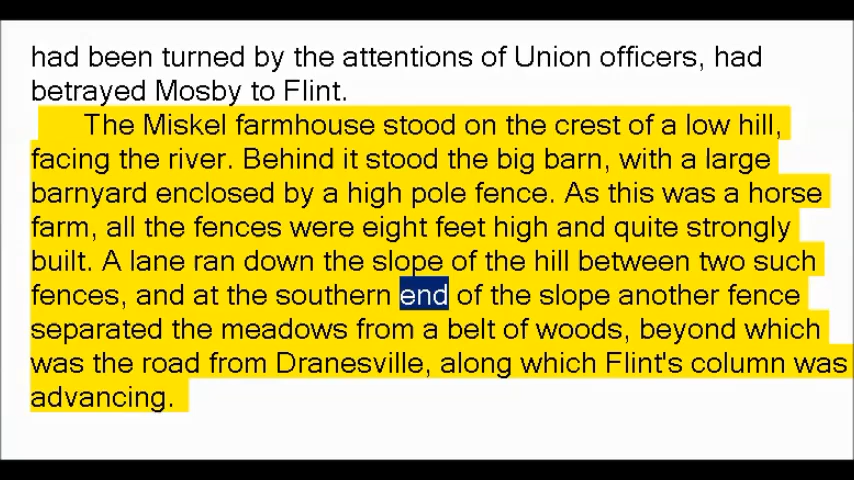 had been turned by the attentions of Union officers, had
betrayed Mosby to Flint.
The Miskel farmhouse stood on the crest of a low hill,
facing the river. Behind it stood the big barn, with a large
barnyard enclosed by a high pole fence. As this was a horse
farm, all the fences were eight feet high and quite strongly
built. A lane ran down the slope of the hill between two such
fences, and at the southern end of the slope another fence
separated the meadows from a belt of woods, beyond which
was the road from Dranesville, along which Flint's column was
advancing.